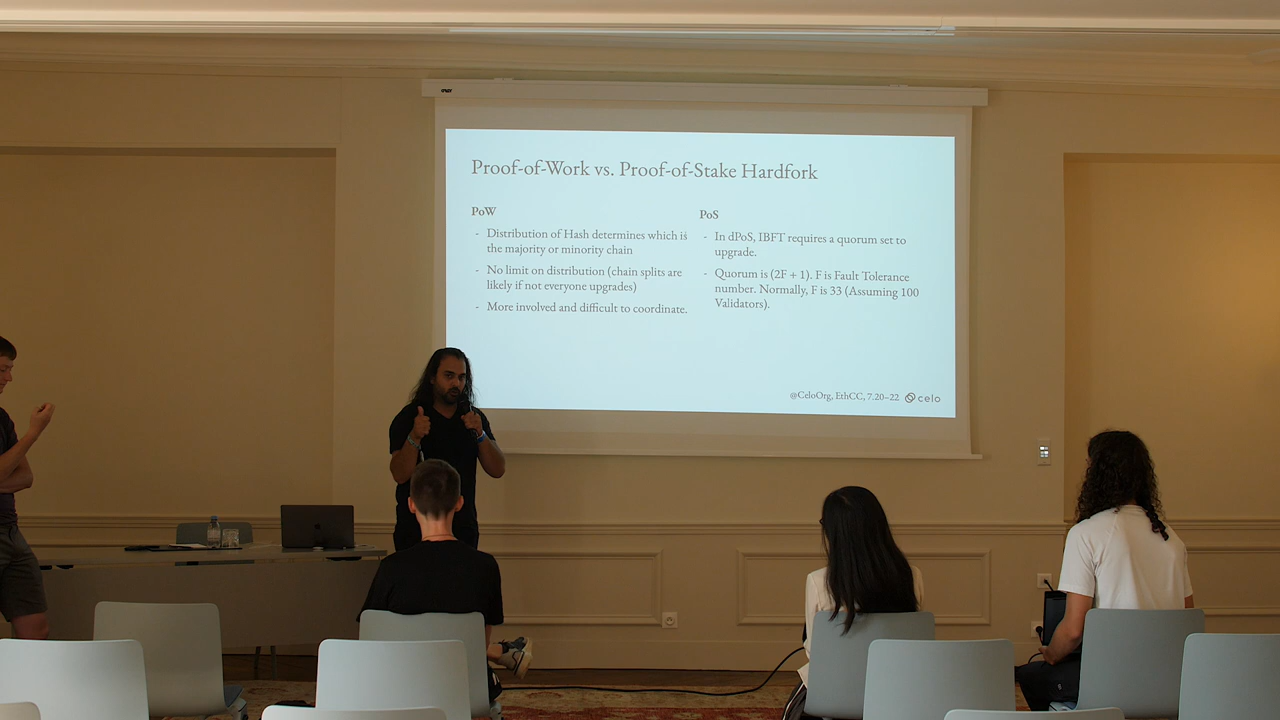 Proof-of-Work vs. Proof-of-Stake Hardfork
PoW
- Distribution of Hash determines which is
the majority or minority chain
- No limit on distribution (chain splits are
likely if not everyone upgrades)
- More involved and difficult to coordinate.
PoS
- In dPoS, IBFT requires a quorum set to
upgrade.
- Quorum is (2F + 1). F is Fault Tolerance
number. Normally, F is 33 (Assuming 100
Validators).
@CeloOrg, EthCC, 7.20–22
celo